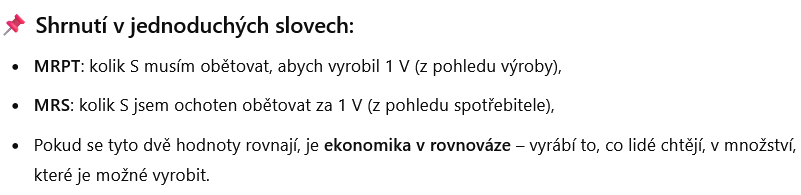 📌 Shrnutí v jednoduchých slovech:
• MRPT: kolik S musím obětovat, abych vyrobil 1 V (z pohledu výroby),
• MRS: kolik S jsem ochoten obětovat za 1 V (z pohledu spotřebitele),
• Pokud se tyto dvě hodnoty rovnají, je ekonomika v rovnováze – vyrábí to, co lidé chtějí, v množství,
které je možné vyrobit.